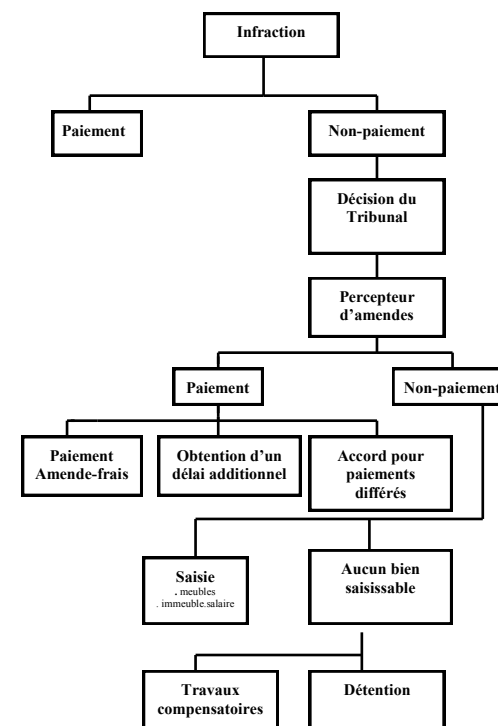 Infraction
Paiement
Non-paiement
Décision du
Tribunal
Percepteur
d’amendes
Paiement
Non-paiement
Paiement
Amende-frais
Obtention d’un
délai additionnel
Accord pour
paiements
différés
Saisie
. meubles
. immeuble.salaire
Aucun bien
saisissable
Travaux
compensatoires
Détention